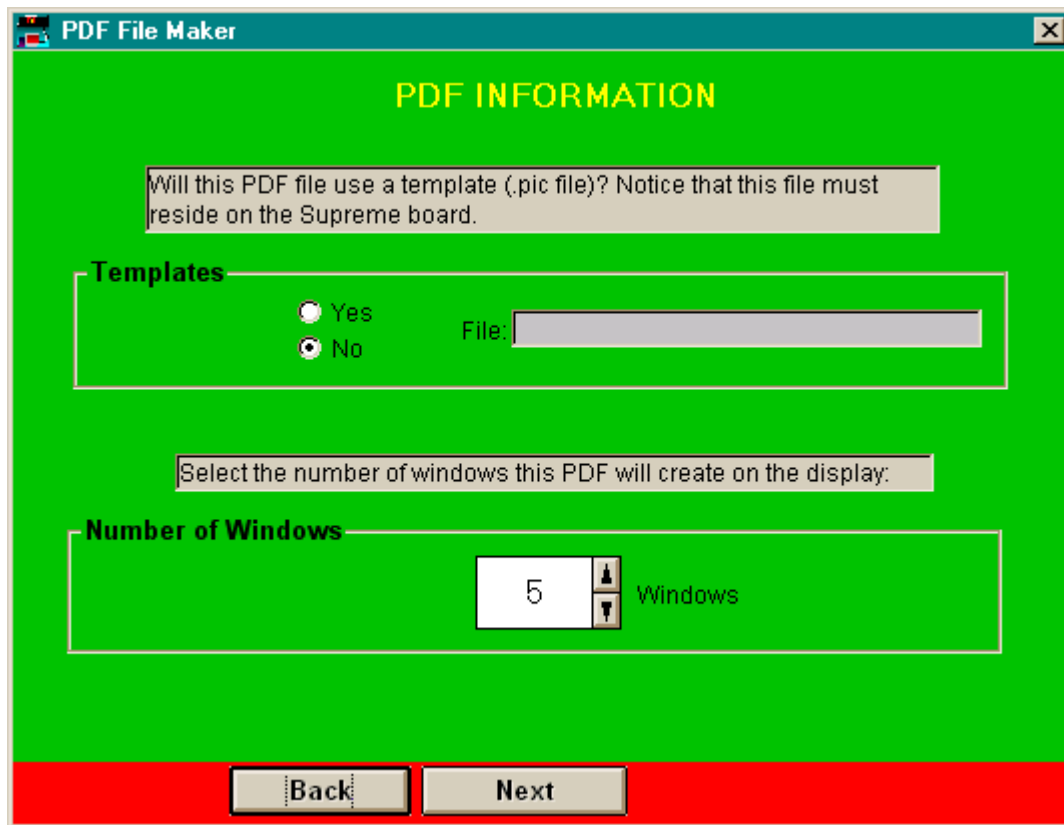 PDF File Maker
PDF INFORMATION
Will this PDF file use a template (.pic file)? Notice that this file must
reside on the Supreme board.
Templates
Yes
No
File:
Select the number of windows this PDF will create on the display:
Number of Windows
5
Windows
Back
Next